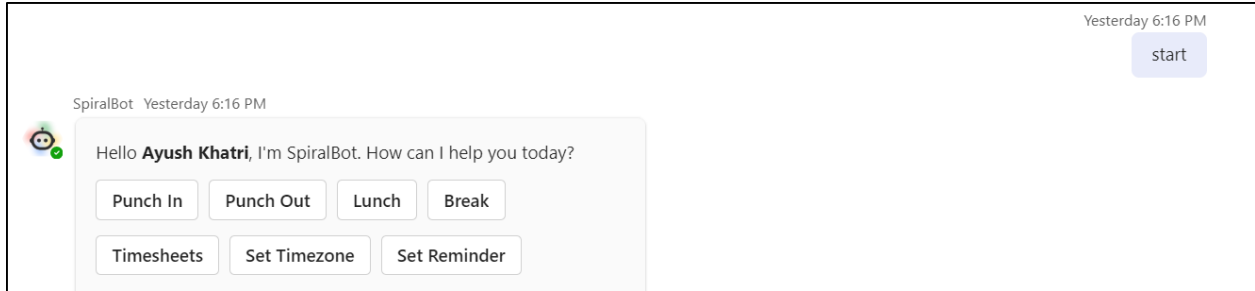 Yesterday 6:16 PM
start
SpiralBot Yesterday 6:16 PM
Hello Ayush Khatri, I'm SpiralBot. How can I help you today?
Punch In Punch Out Lunch Break
Timesheets Set Timezone Set Reminder